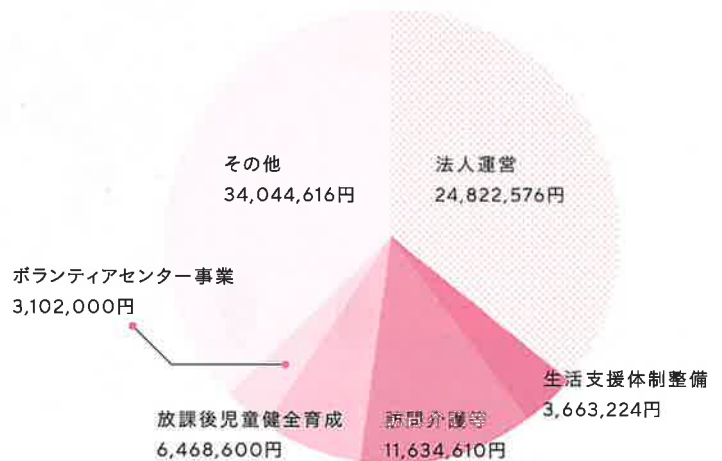 その他
34,044,616円
法人運営
24,822,576円
ボランティアセンター事業
3,102,000円
生活支援体制整備
3,663,224円
放課後児童健全育成
6,468,600円
訪問介護等
11,634,610円